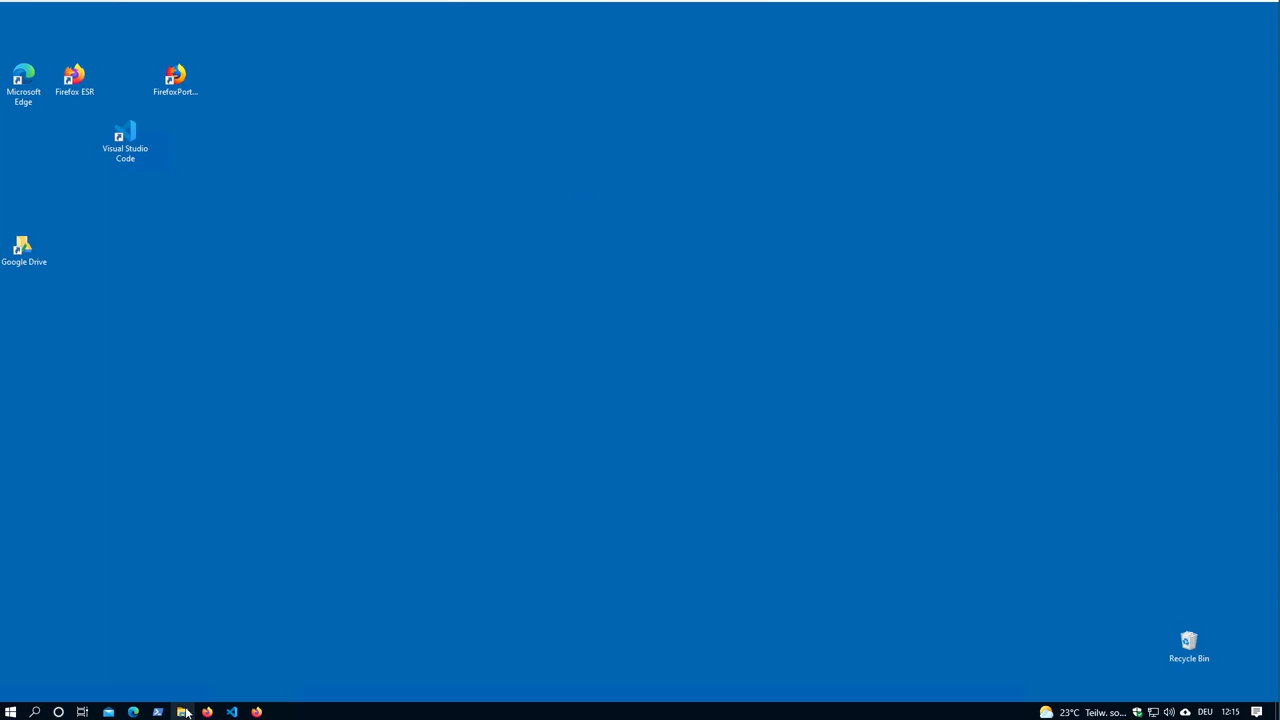 Microsoft
Edge
Firefox ESR
FirefoxPort...
Visual Studio
Code
Google Drive
Recycle Bin
23°C Teilw. so... DEU 12:15